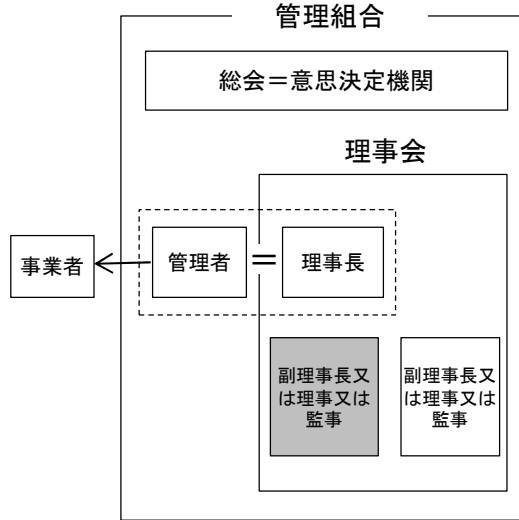 管理組合
総会＝意思決定機関
理事会
事業者
管理者
＝
理事長
副理事長又
は理事又は
監事
副理事長又
は理事又は
監事